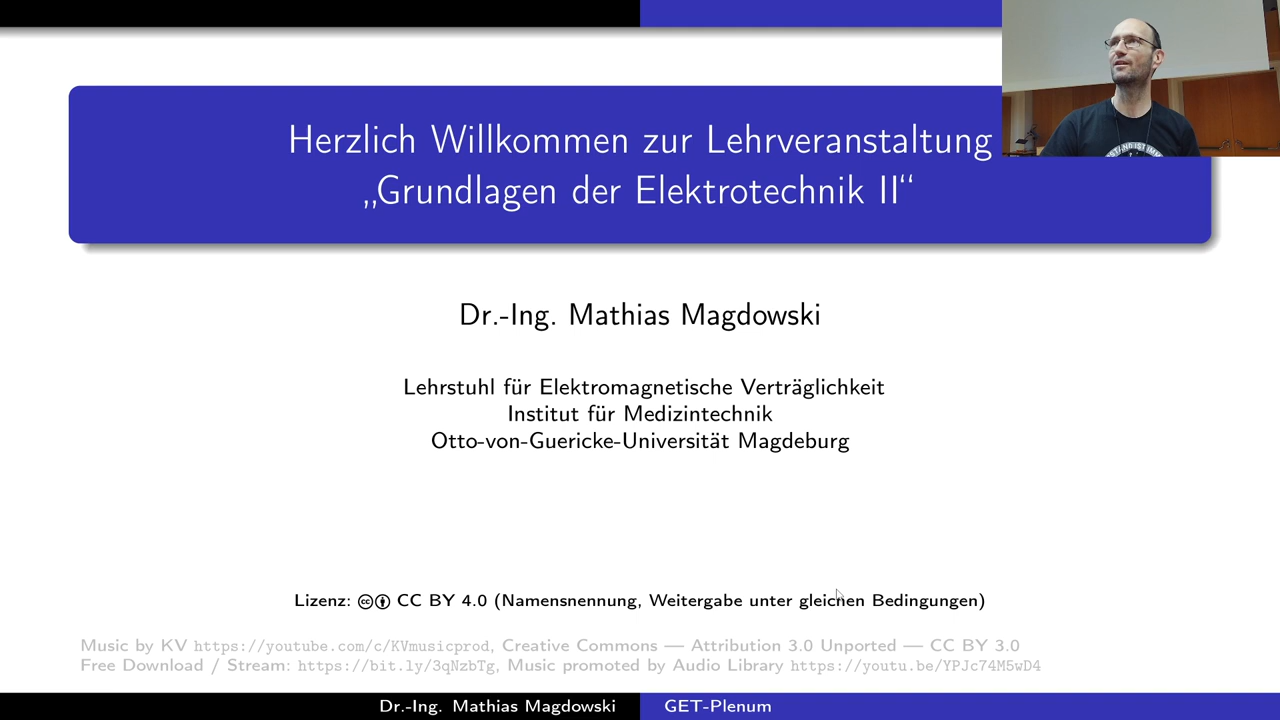 Herzlich Willkommen zur Lehrveranstaltung
„Grundlagen der Elektrotechnik II“
Dr.-Ing. Mathias Magdowski
Lehrstuhl für Elektromagnetische Verträglichkeit
Institut für Medizintechnik
Otto-von-Guericke-Universität Magdeburg
Lizenz: CC BY 4.0 (Namensnennung, Weitergabe unter gleichen Bedingungen)
Music by KV https://youtube.com/c/KVmusicprod, Creative Commons — Attribution 3.0 Unported — CC BY 3.0
Free Download / Stream: https://bit.ly/3qNzbTg, Music promoted by Audio Library https://youtu.be/YPJc74M5wD4
Dr.-Ing. Mathias Magdowski GET-Plenum